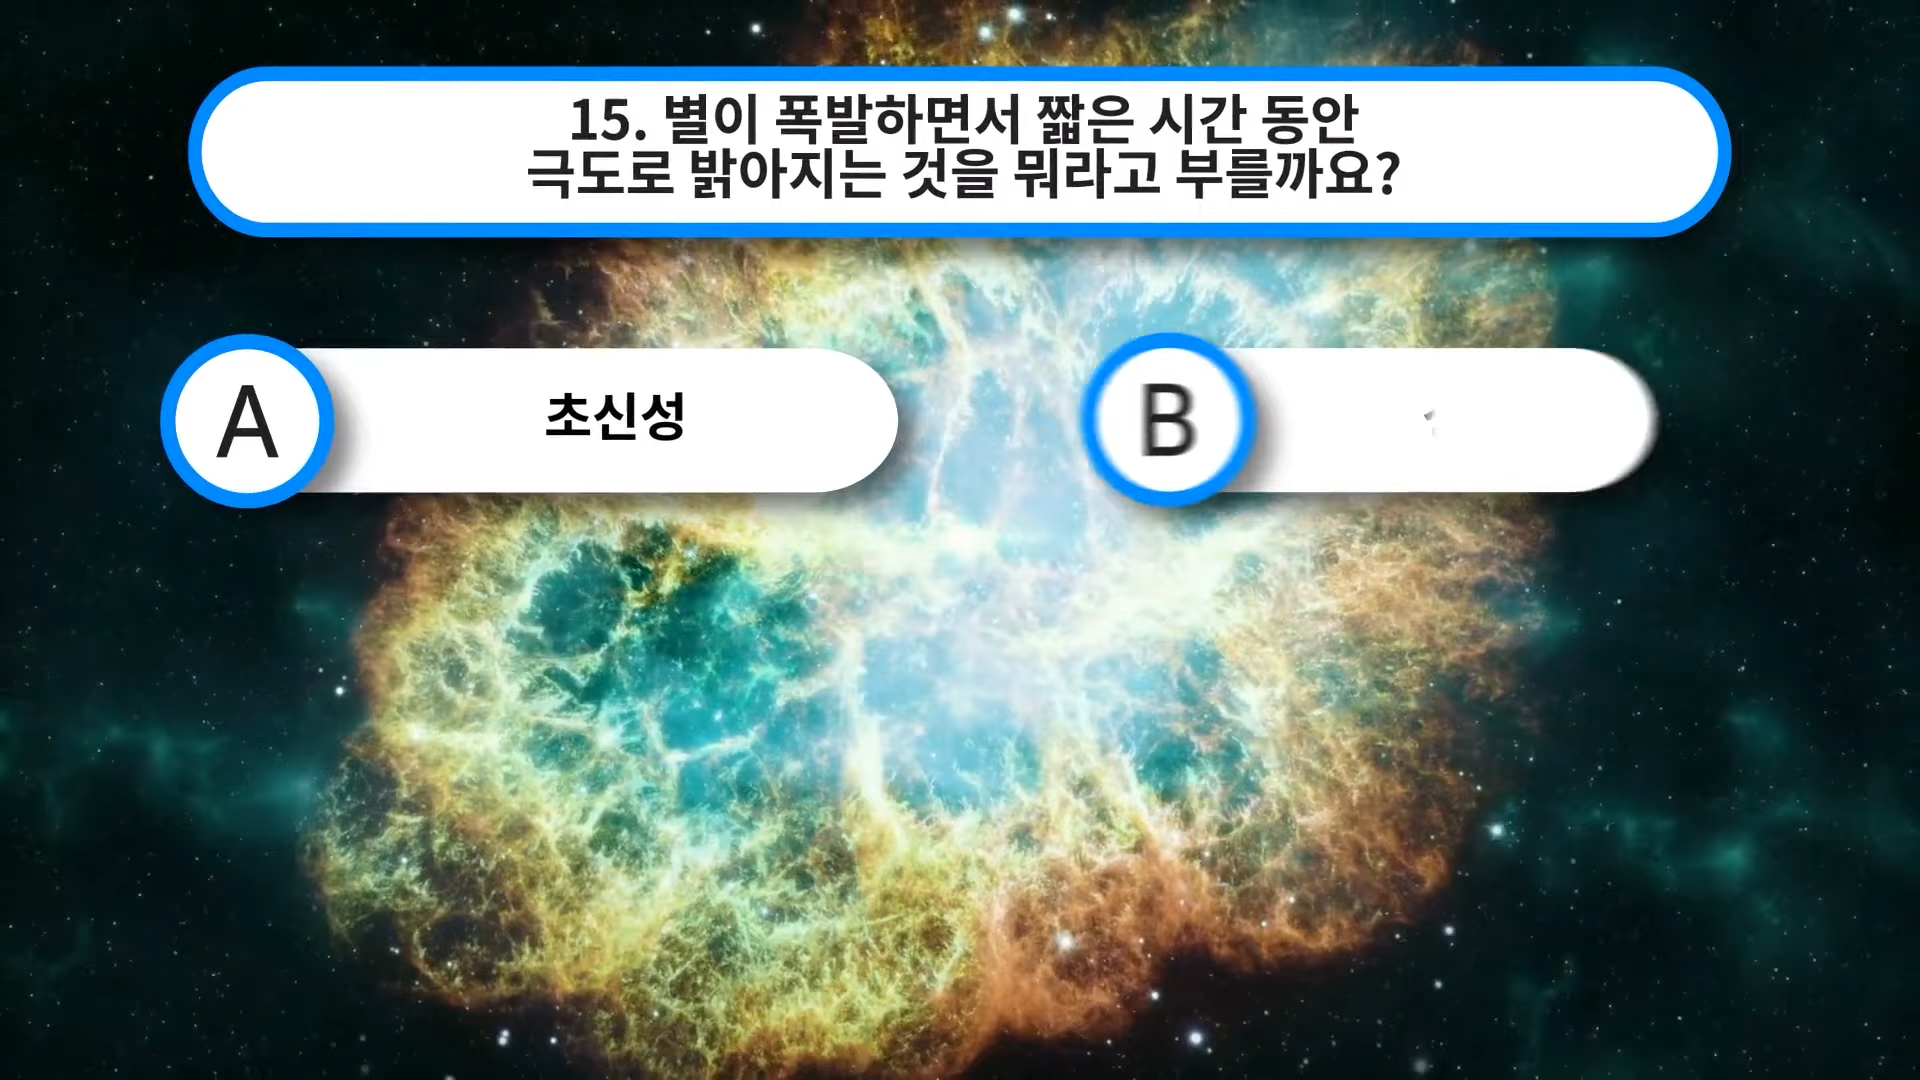 15. 별이 폭발하면서 짧은 시간 동안
극도로 밝아지는 것을 뭐라고 부를까요?
A
초신성
B